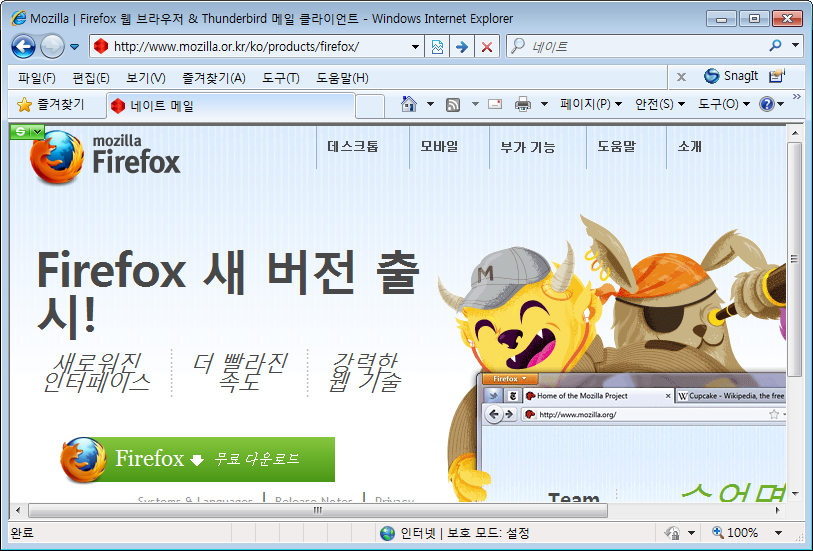 Mozilla | Firefox 웹 브라우저 & Thunderbird 메일 클라이언트 - Windows Internet Explorer
http://www.mozilla.or.kr/ko/products/firefox/
네이트
파일(F) 편집(E) 보기(V) 즐겨찾기(A) 도구(T) 도움말(H)
SnagIt
즐겨찾기
네이트 메일
페이지(P) 안전(S) 도구(O)
mozilla
Firefox
데스크톱 모바일 부가 기능 도움말 소개
M
Firefox 새 버전 출
시!
새로워진
인터페이스
더 빨라진
속도
강력한
웹 기술
Firefox
Home of the Mozilla Project
Cupcake - Wikipedia, the free
http://www.mozilla.org/
Firefox 무료 다운로드
Systems & Languages Release Notes Privacy
Team
완료
인터넷 | 보호 모드: 설정
100%